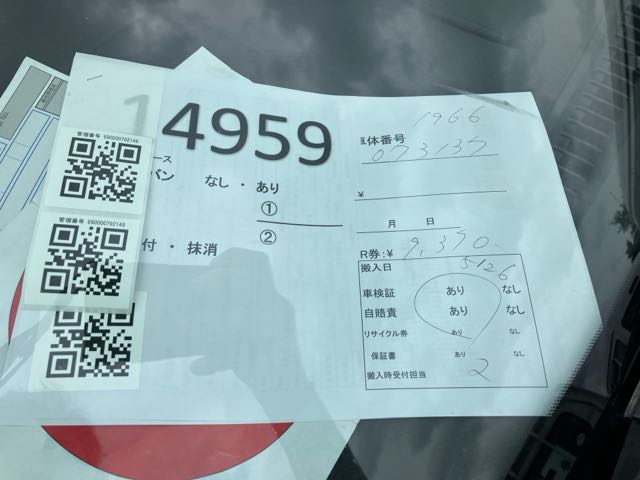 14959
管理番号 990000792149
管理番号 990000792149
ース
バン なし・あり
①
②
付・抹消
1966
車体番号
073137
¥
月 日
R券:¥ 9,370
搬入日 5/26
車検証 あり なし
自賠責 あり なし
リサイクル券 あり なし
保証書 あり なし
搬入時受付担当 2